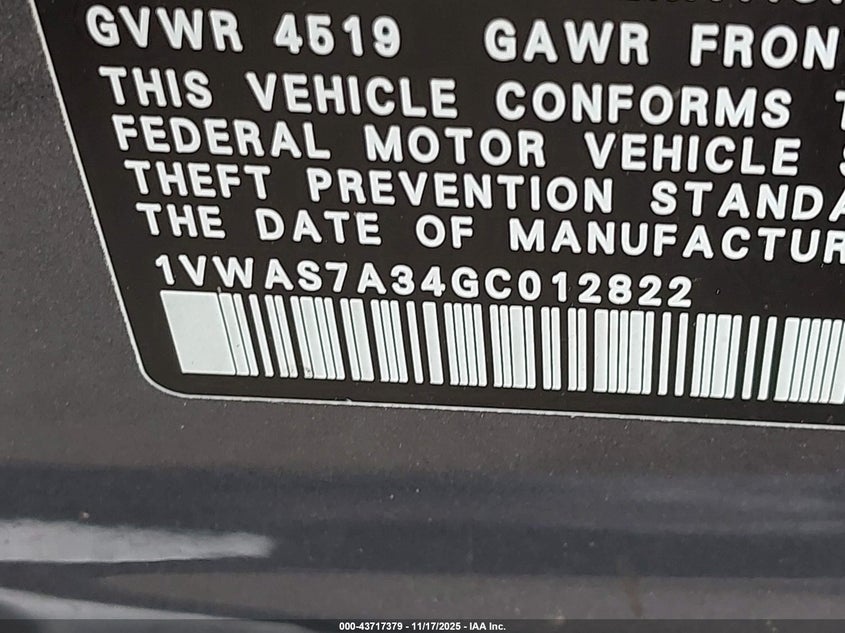 GVWR 4519 GAWR FRON
THIS VEHICLE CONFORMS T
FEDERAL MOTOR VEHICLE S
THEFT PREVENTION STANDA
THE DATE OF MANUFACTUR
1VWAS7A34GC012822
000-43717379 - 11/17/2025 - IAA Inc.